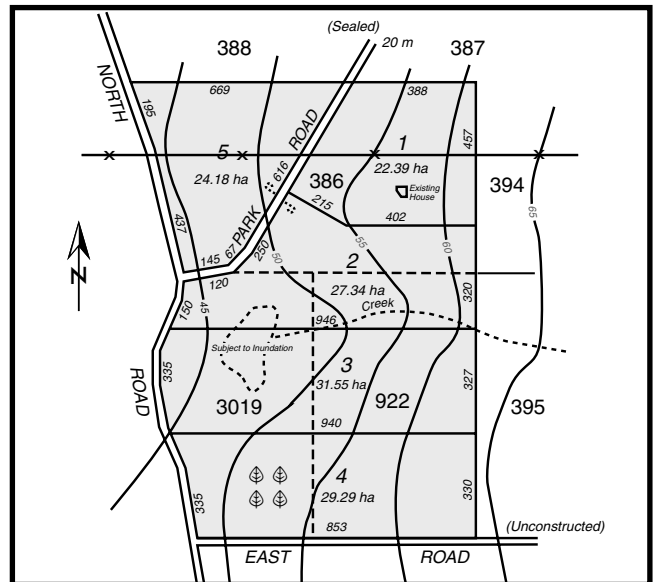 (Sealed)
20 m
388
387
NORTH
669
388
195
ROAD
457
5
1
616
24.18 ha
386
22.39 ha
394
Existing
House
215
402
65
437
PARK
67
250
145
120
50
55
60
N
2
27.34 ha
320
Creek
150
45
946
Subject to Inundation
335
3
31.55 ha
327
ROAD
3019
922
395
940
4
29.29 ha
335
330
853
(Unconstructed)
EAST ROAD